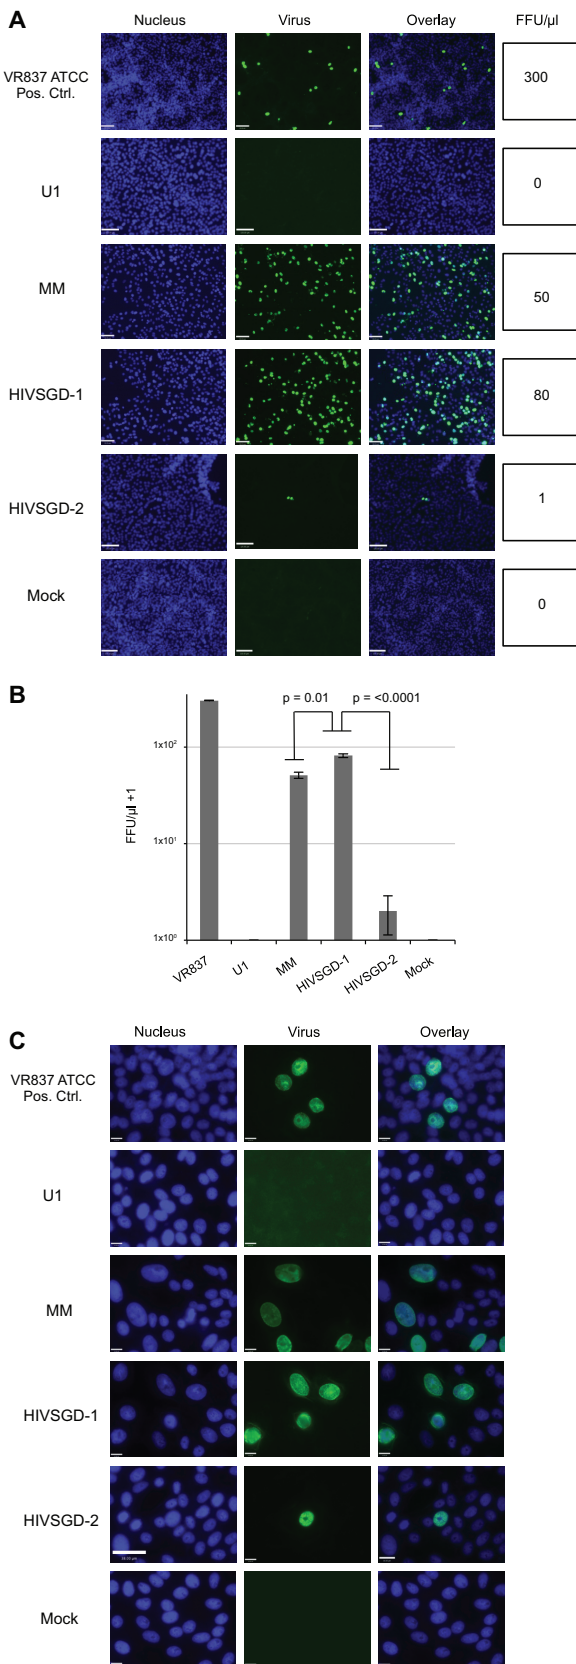 A
Nucleus Virus Overlay FFU/µl
VR837 ATCC
Pos. Ctrl.
300
U1
0
MM
50
HIVSGD-1
80
HIVSGD-2
1
Mock
0
B
p = 0.01 p = <0.0001
1x10²
1x10¹
1x10⁰
FFU/µl +1
VR837 U1 MM HIVSGD-1 HIVSGD-2 Mock
C
Nucleus Virus Overlay
VR837 ATCC
Pos. Ctrl.
U1
MM
HIVSGD-1
HIVSGD-2
Mock